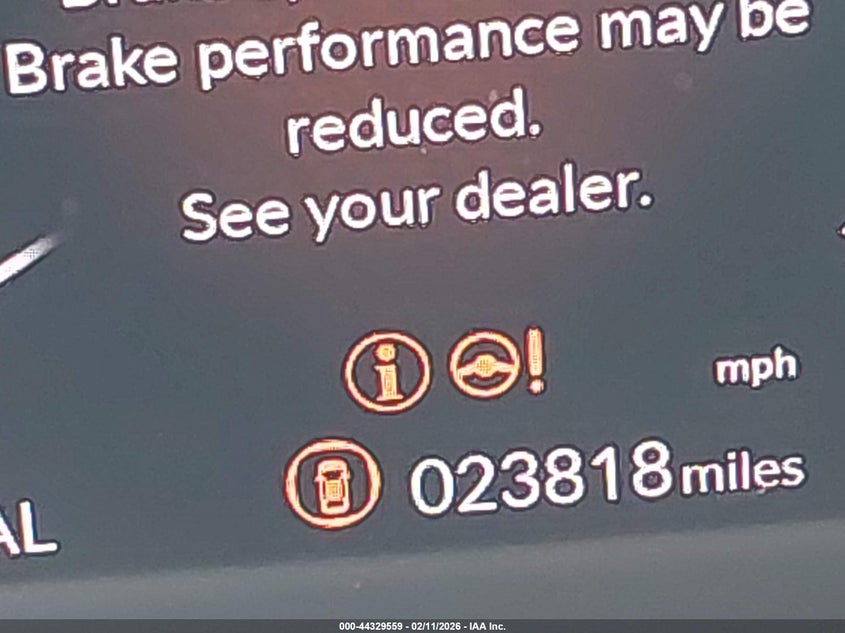 Brake performance may be
reduced.
See your dealer.
mph
023818 miles
AL
000-44329559 - 02/11/2026 - IAA Inc.